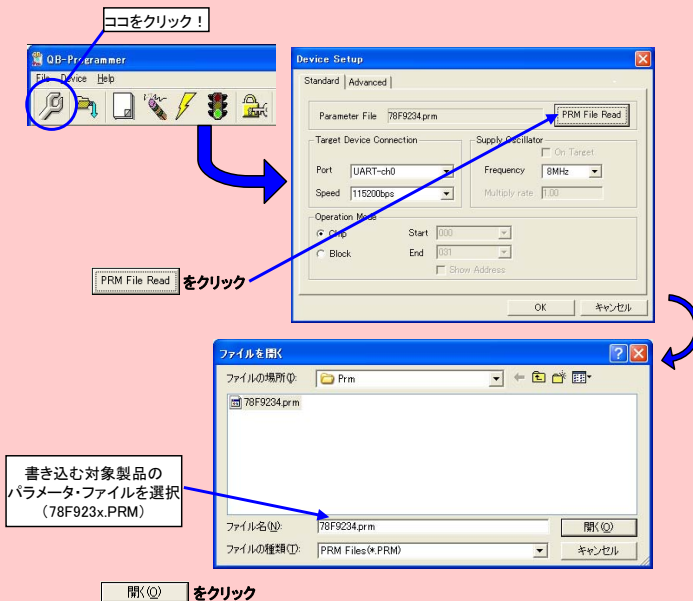 ココをクリック！
QB-Programmer
File Device Help
Device Setup
Standard Advanced
Parameter File 78F9234.prm PRM File Read
Target Device Connection
Port UART-ch0
Speed 115200bps
Supply Oscillator
On Target
Frequency 8MHz
Multiply rate 1.00
Operation Mode
Chip
Block
Start 000
End 031
Show Address
OK キャンセル
PRM File Read をクリック
ファイルを開く
ファイルの場所(I): Prm
78F9234.prm
書き込む対象製品の
パラメータ・ファイルを選択
(78F923x.PRM)
ファイル名(N): 78F9234.prm 開く(O)
ファイルの種類(T): PRM Files(*.PRM) キャンセル
開く(O) をクリック